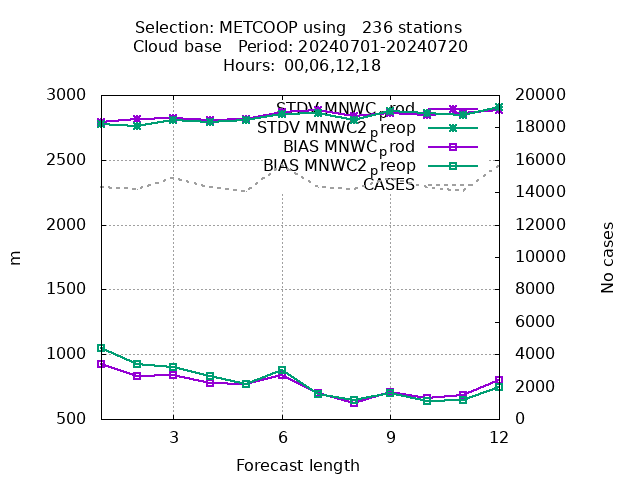 Selection: METCOOP using 236 stations
Cloud base Period: 20240701-20240720
Hours: 00,06,12,18
3000
2500
2000
1500
1000
500
m
20000
18000
16000
14000
12000
10000
8000
6000
4000
2000
0
No cases
STDV MNWC_prod
STDV MNWC2_preop
BIAS MNWC_prod
BIAS MNWC2_preop
CASES
3 6 9 12
Forecast length